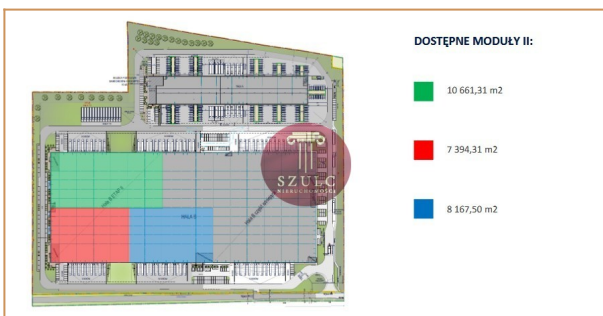 DOSTĘPNE MODUŁY II:
10 661,31 m2
7 394,31 m2
8 167,50 m2
SZULC
NIERUCHOMOŚCI